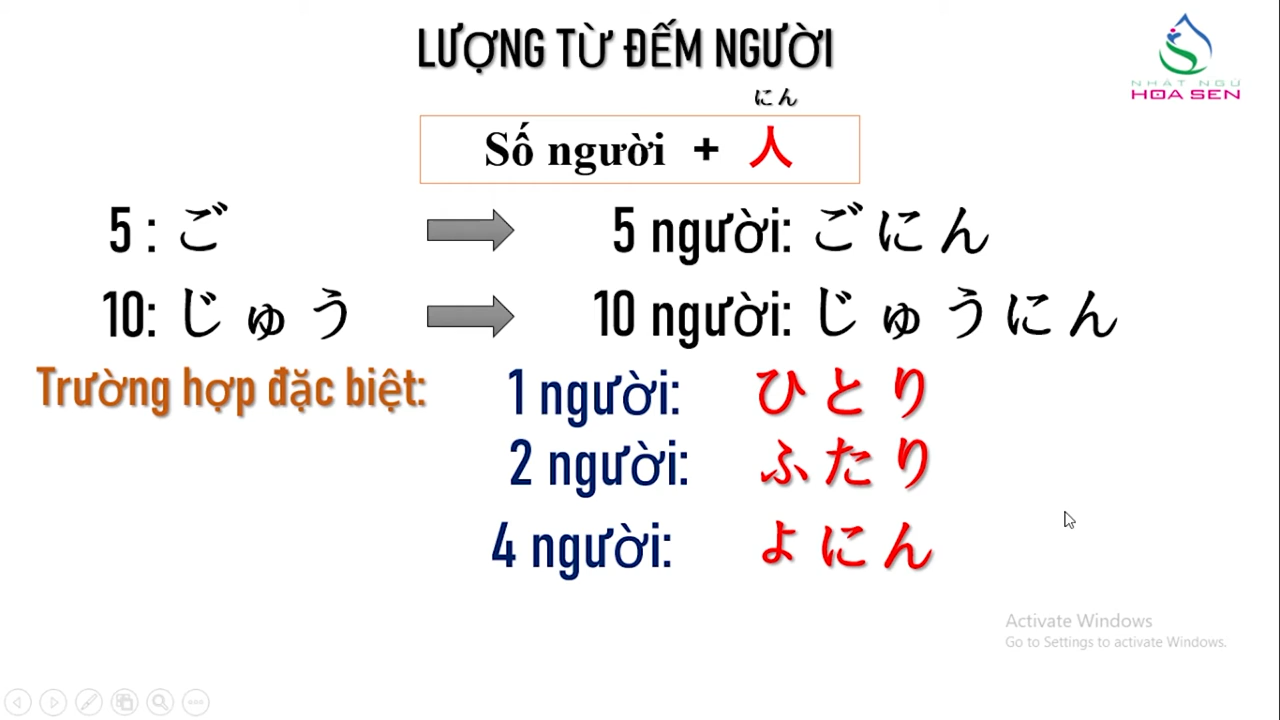 LƯỢNG TỪ ĐẾM NGƯỜI
NHẬT NGỮ
HOA SEN
にん
Số người + 人
5 : ご 5 người: ごにん
10: じゅう 10 người: じゅうにん
Trường hợp đặc biệt: 1 người: ひとり
2 người: ふたり
4 người: よにん
Activate Windows
Go to Settings to activate Windows.